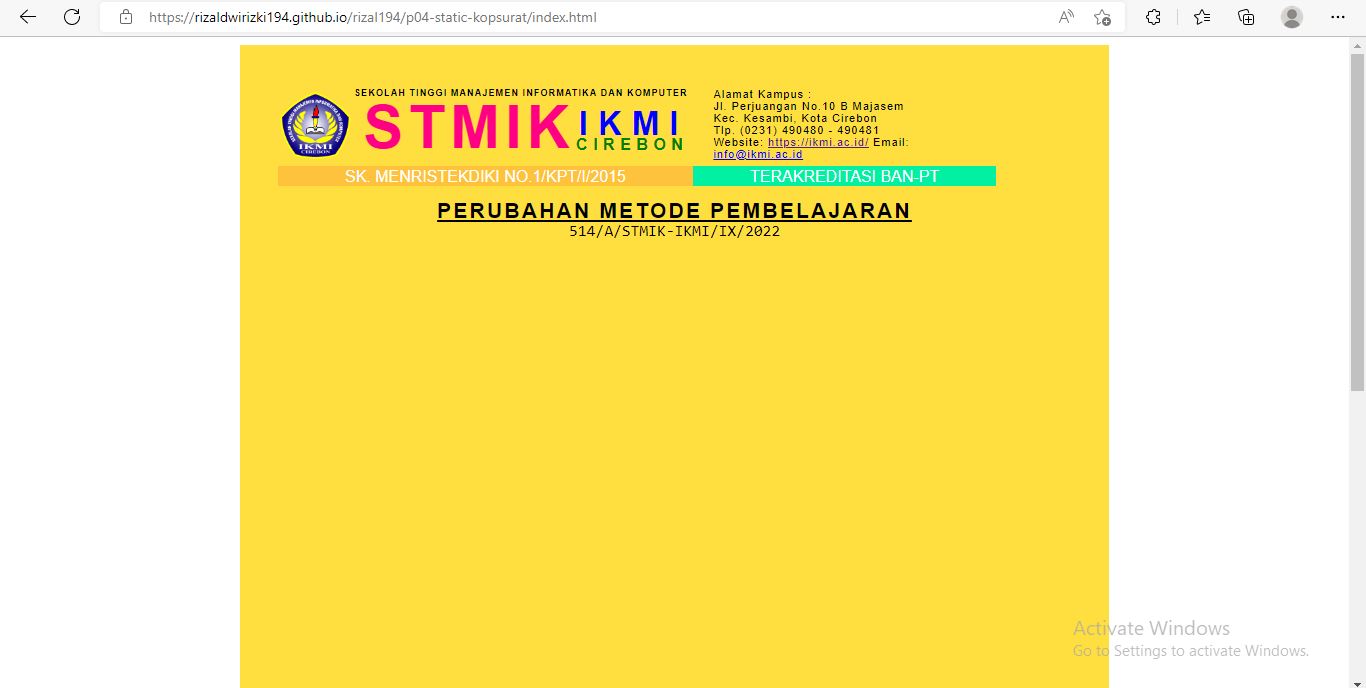 https://rizaldwirizki194.github.io/rizal194/p04-static-kopsurat/index.html
SEKOLAH TINGGI MANAJEMEN INFORMATIKA DAN KOMPUTER
STMIK
IKMI
CIREBON
IKMI
CIREBON
Alamat Kampus :
Jl. Perjuangan No.10 B Majasem
Kec. Kesambi, Kota Cirebon
Tlp. (0231) 490480 - 490481
Website: https://ikmi.ac.id/ Email:
info@ikmi.ac.id
SK. MENRISTEKDIKI NO.1/KPT/I/2015
TERAKREDITASI BAN-PT
PERUBAHAN METODE PEMBELAJARAN
514/A/STMIK-IKMI/IX/2022
Activate Windows
Go to Settings to activate Windows.